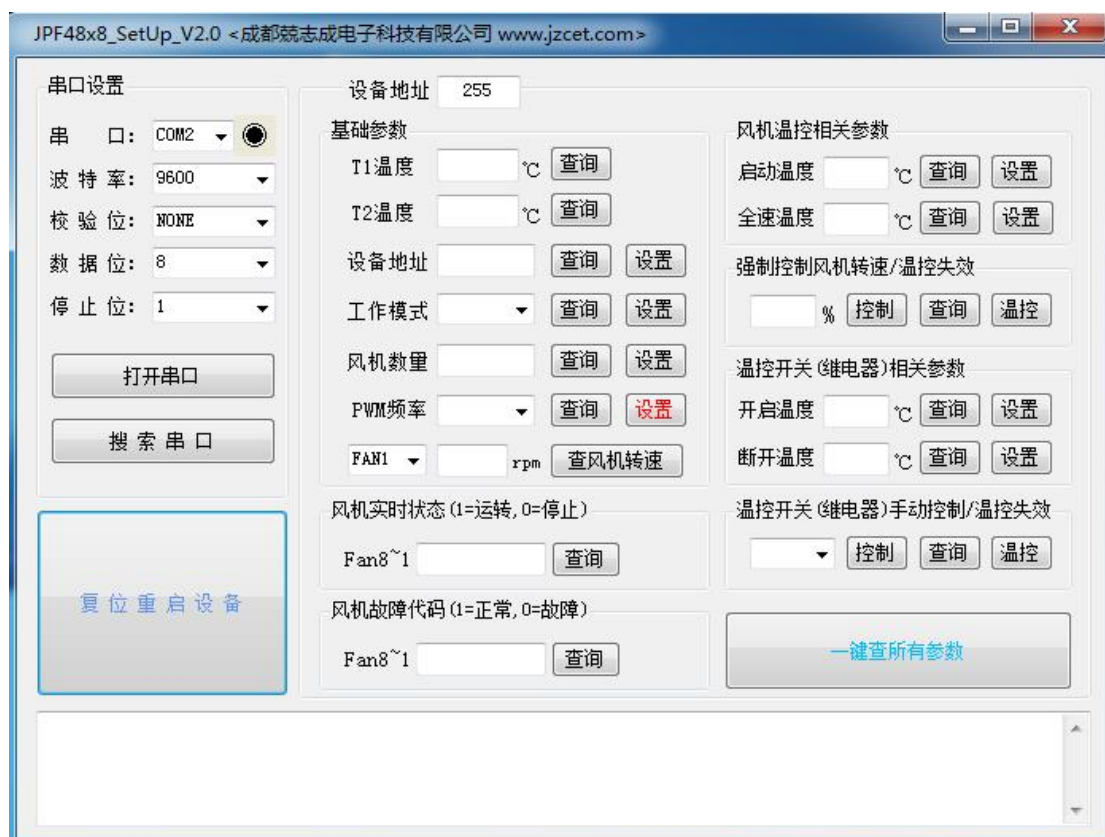 JPF48x8_SetUp_V2.0 <成都兢志成电子科技有限公司 www.jzcet.com>
串口设置
串 口: COM2
波 特 率: 9600
校 验 位: NONE
数 据 位: 8
停 止 位: 1
打开串口
搜 索 串 口
复 位 重 启 设 备
设备地址 255
基础参数
T1温度 ℃ 查询
T2温度 ℃ 查询
设备地址 查询 设置
工作模式 查询 设置
风机数量 查询 设置
PWM频率 查询 设置
FAN1 rpm 查风机转速
风机实时状态(1=运转,0=停止)
Fan8~1 查询
风机故障代码(1=正常,0=故障)
Fan8~1 查询
风机温控相关参数
启动温度 ℃ 查询 设置
全速温度 ℃ 查询 设置
强制控制风机转速/温控失效
% 控制 查询 温控
温控开关(继电器)相关参数
开启温度 ℃ 查询 设置
断开温度 ℃ 查询 设置
温控开关(继电器)手动控制/温控失效
控制 查询 温控
一键查所有参数